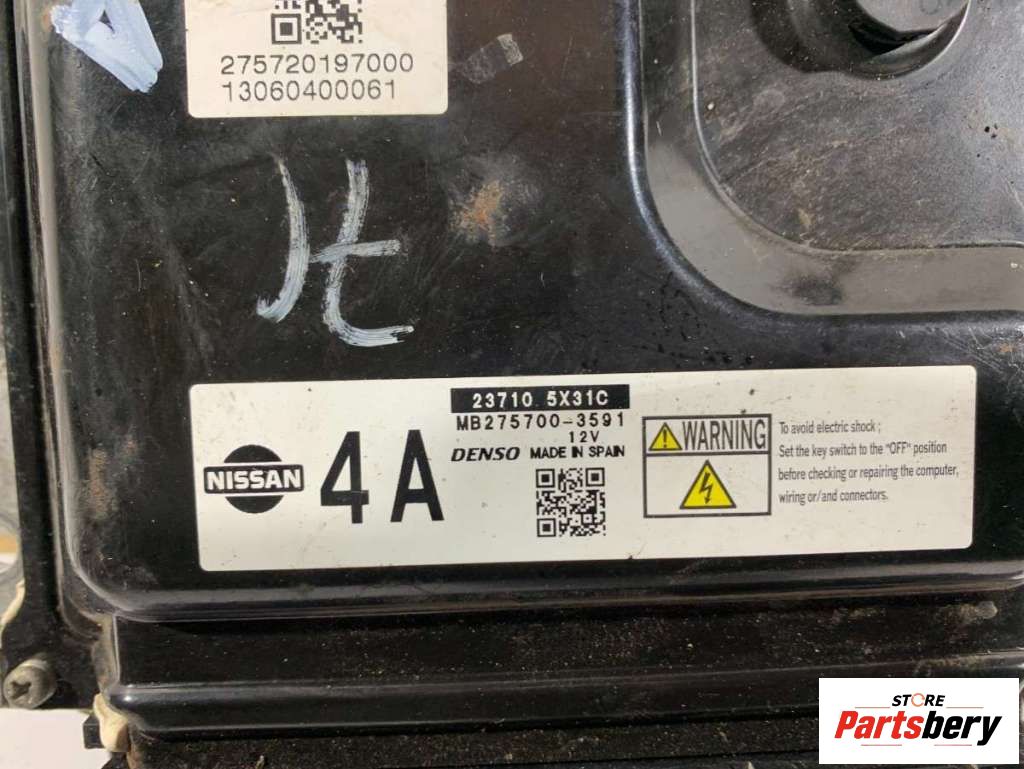 275720197000
13060400061
23710 5X31C
MB275700-3591
12V
DENSO MADE IN SPAIN
NISSAN
4A
WARNING
To avoid electric shock ;
Set the key switch to the "OFF" position
before checking or repairing the computer,
wiring or/and connectors.
STORE
Partsbery